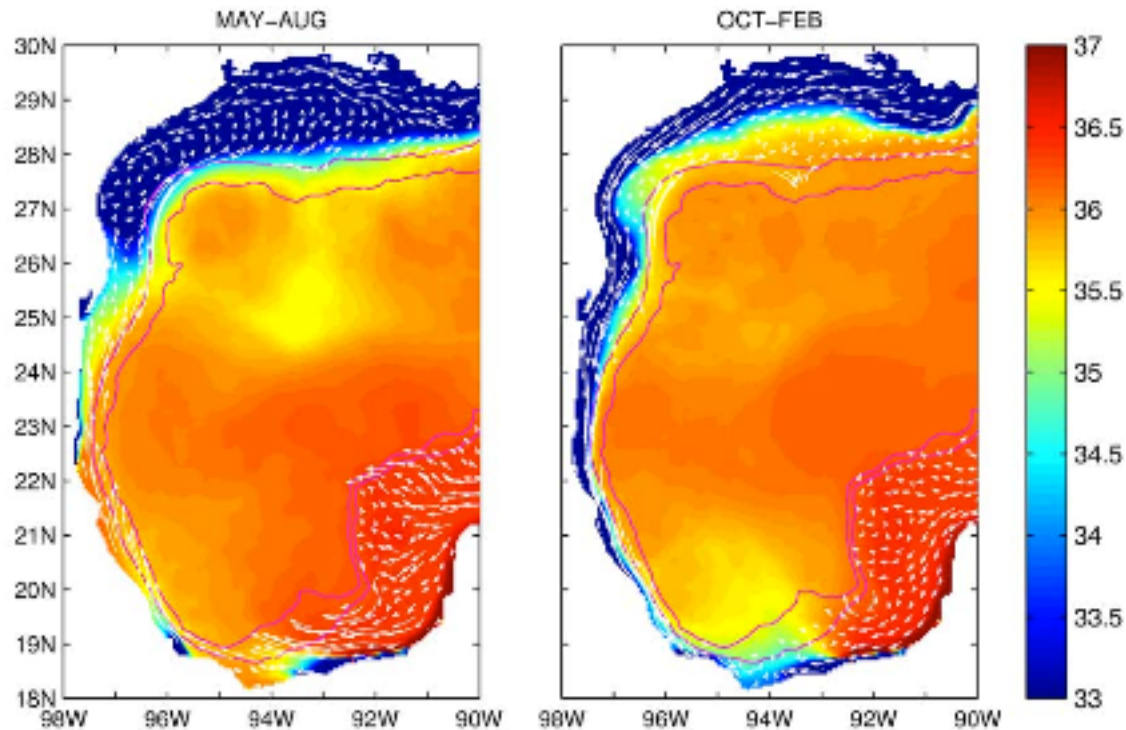 MAY-AUG
OCT-FEB
30N
29N
28N
27N
26N
25N
24N
23N
22N
21N
20N
19N
18N
98W 96W 94W 92W 90W
98W 96W 94W 92W 90W
37
36.5
36
35.5
35
34.5
34
33.5
33